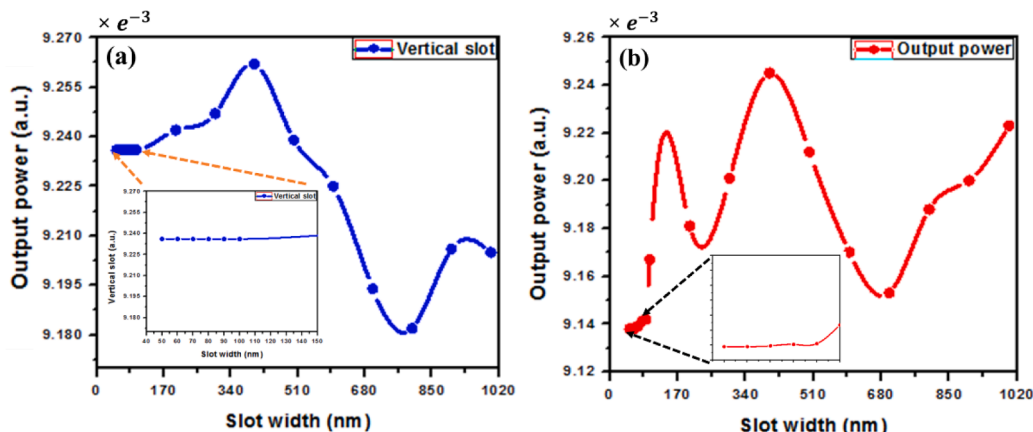 × e⁻³
(a)
Vertical slot
9.270
9.255
9.240
9.225
9.210
9.195
9.180
Output power (a.u.)
0 170 340 510 680 850 1020
Slot width (nm)
Vertical slot
9.270
9.255
9.240
9.225
9.210
9.195
9.180
Vertical slot (a.u.)
40 50 60 70 80 90 100 110 120 130 140 150
Slot width (nm)
× e⁻³
(b)
Output power
9.26
9.24
9.22
9.20
9.18
9.16
9.14
9.12
Output power (a.u.)
0 170 340 510 680 850 1020
Slot width (nm)